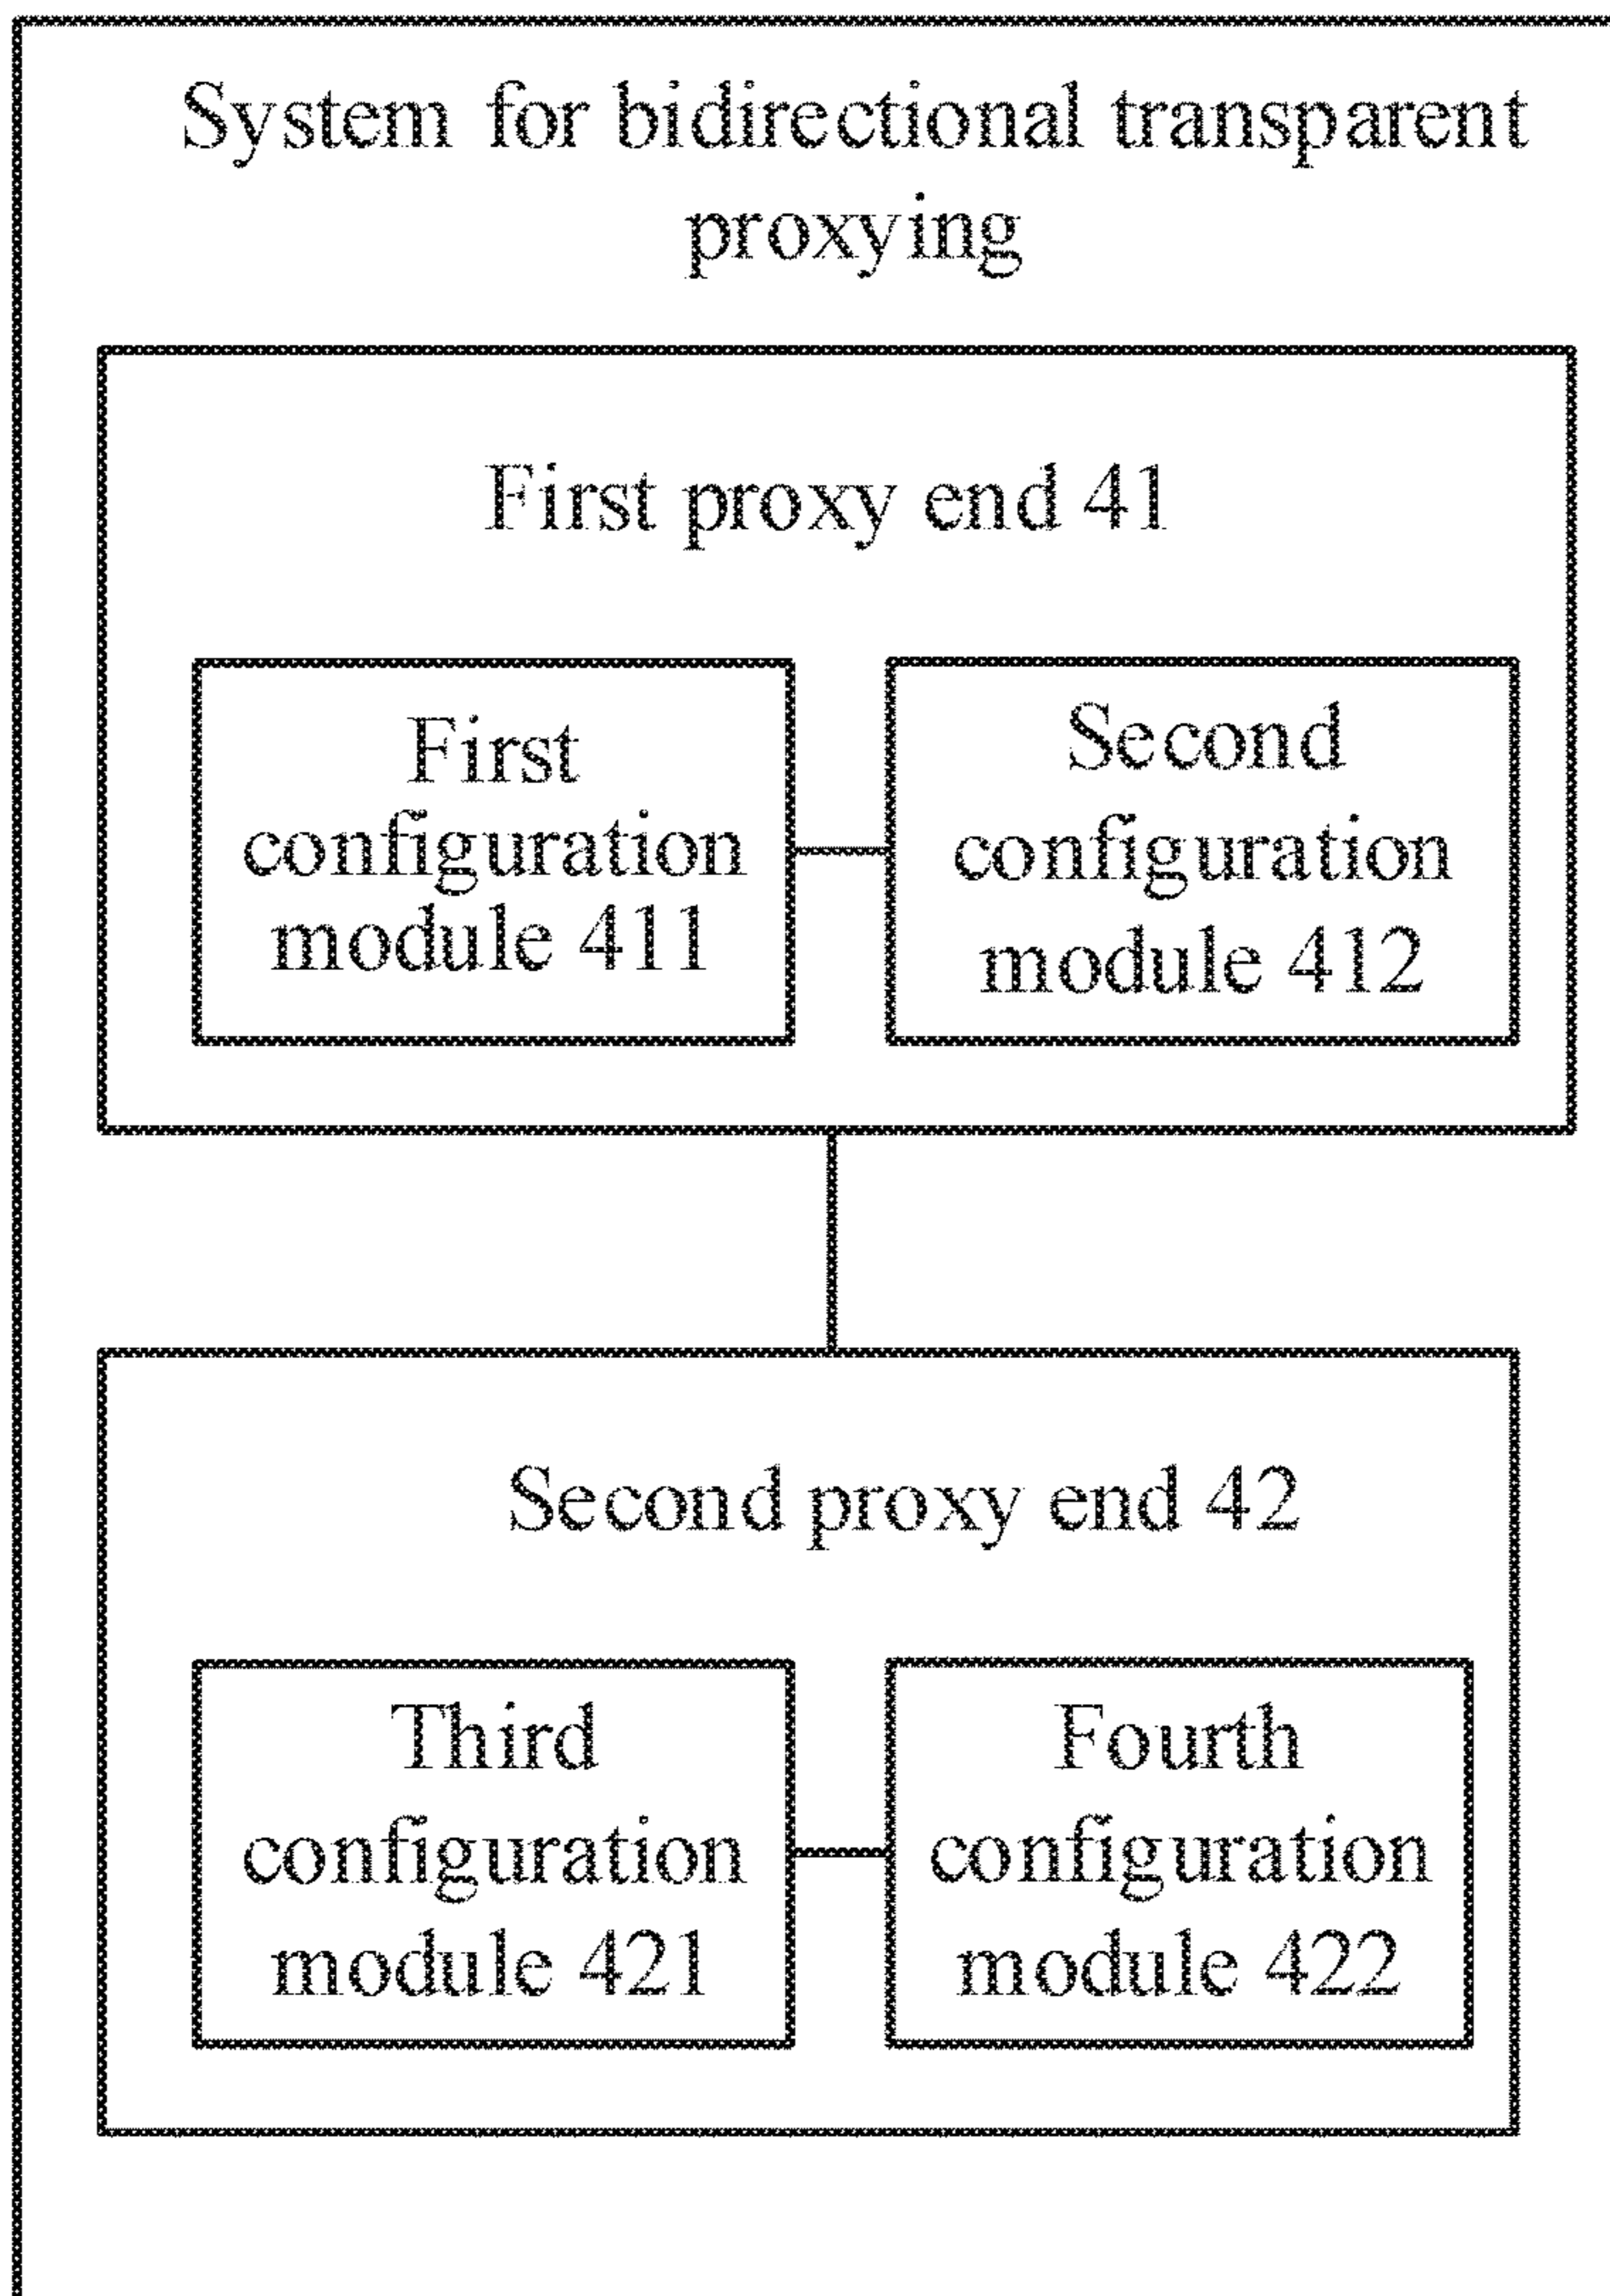 System for bidirectional transparent
proxying
First proxy end 41
First
configuration
module 411
Second
configuration
module 412
Second proxy end 42
Third
configuration
module 421
Fourth
configuration
module 422